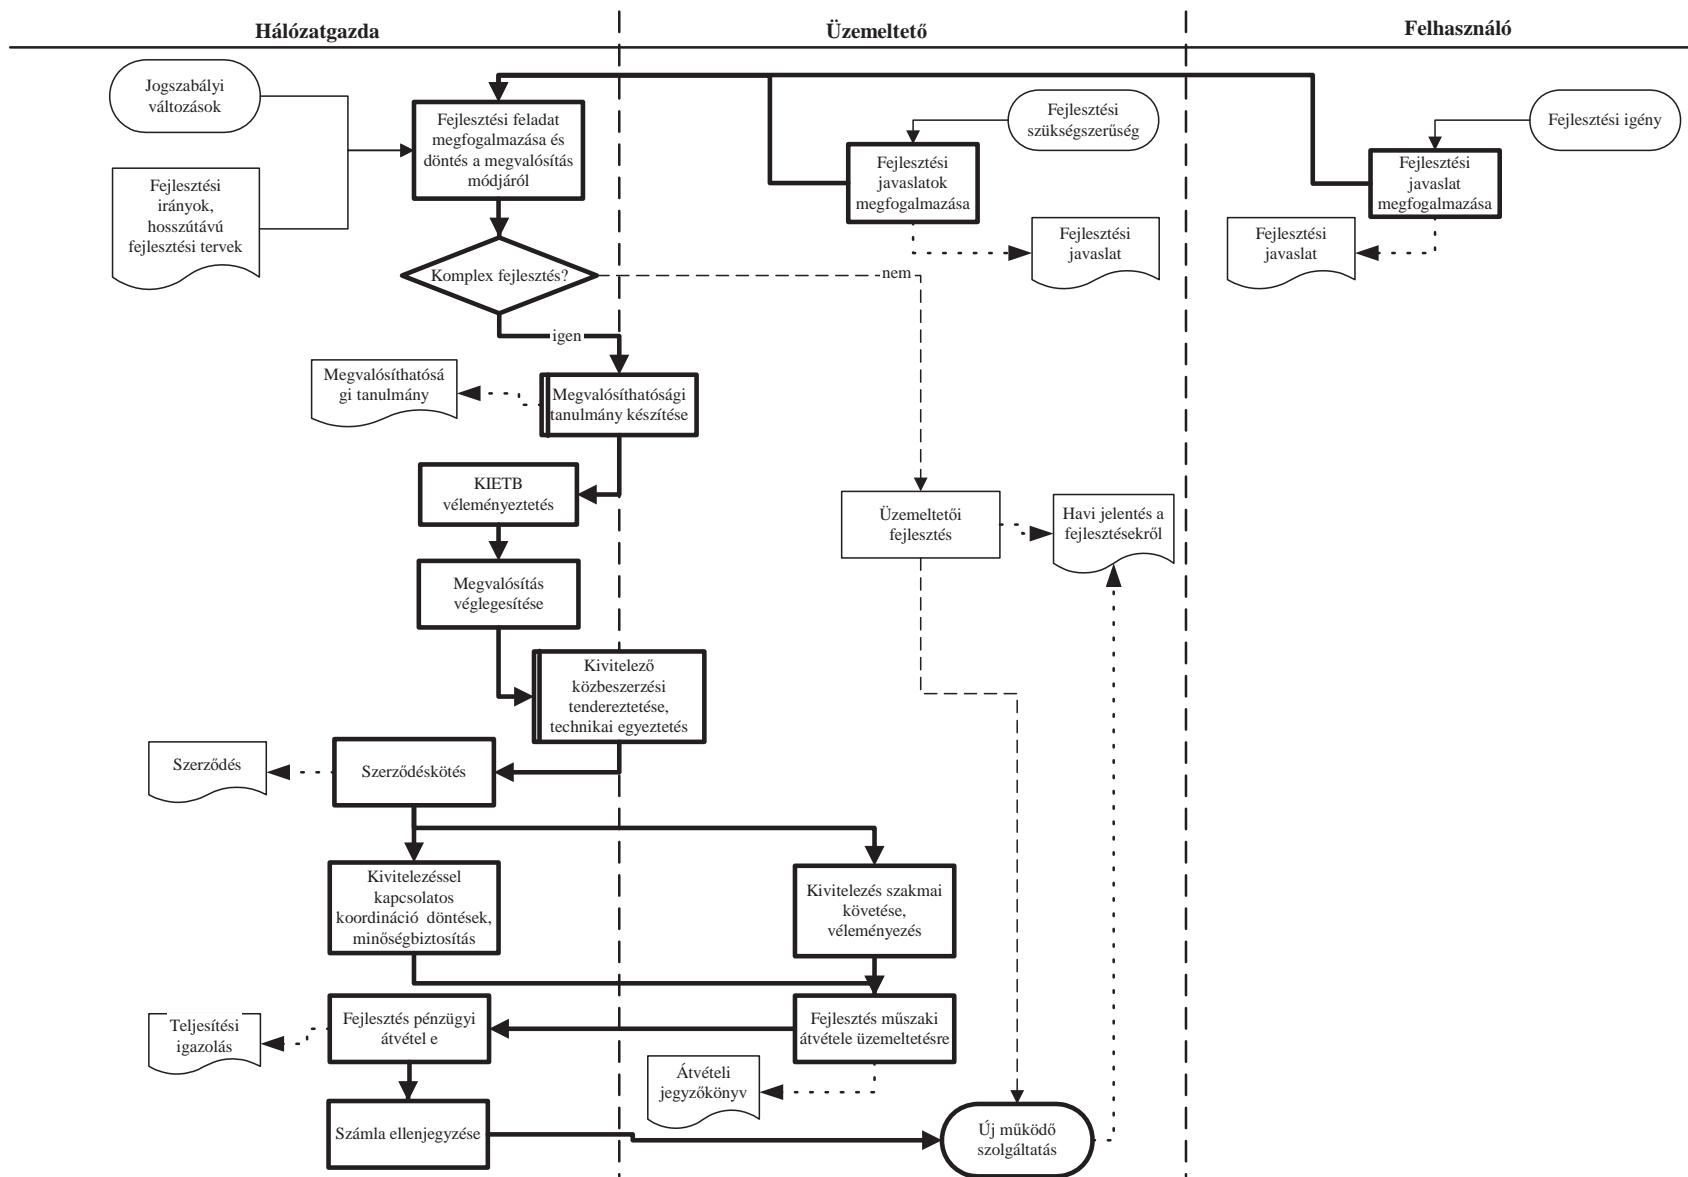 Hálózatgazda
Üzemeltető
Felhasználó
Jogszabályi
változások
Fejlesztési feladat
megfogalmazása és
döntés a megvalósítás
módjáról
Fejlesztési
szükségszerűség
Fejlesztési igény
Fejlesztési
irányok,
hosszútávú
fejlesztési tervek
Fejlesztési
javaslatok
megfogalmazása
Fejlesztési
javaslat
megfogalmazása
Fejlesztési
javaslat
Fejlesztési
javaslat
Komplex fejlesztés?
nem
igen
Megvalósíthatósá
gi tanulmány
Megvalósíthatósági
tanulmány készítése
KIETB
véleményeztetés
Üzemeltetői
fejlesztés
Havi jelentés a
fejlesztésekről
Megvalósítás
véglegesítése
Kivitelező
közbeszerzési
tendereztetése,
technikai egyeztetés
Szerződés
Szerződéskötés
Kivitelezéssel
kapcsolatos
koordináció  döntések,
minőségbiztosítás
Kivitelezés szakmai
követése,
véleményezés
Teljesítési
igazolás
Fejlesztés pénzügyi
átvétel e
Fejlesztés műszaki
átvétele üzemeltetésre
Átvételi
jegyzőkönyv
Számla ellenjegyzése
Új működő
szolgáltatás